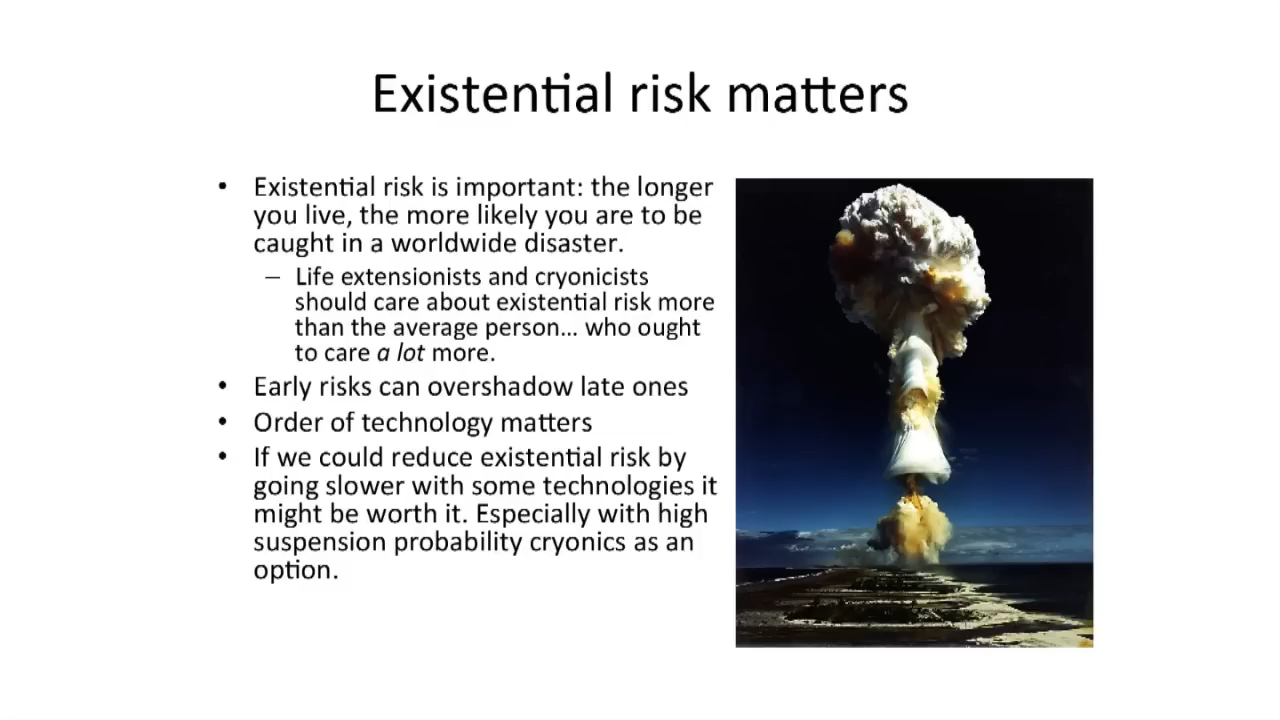 Existential risk matters
• Existential risk is important: the longer
you live, the more likely you are to be
caught in a worldwide disaster.
– Life extensionists and cryonicists
should care about existential risk more
than the average person... who ought
to care a lot more.
• Early risks can overshadow late ones
• Order of technology matters
• If we could reduce existential risk by
going slower with some technologies it
might be worth it. Especially with high
suspension probability cryonics as an
option.